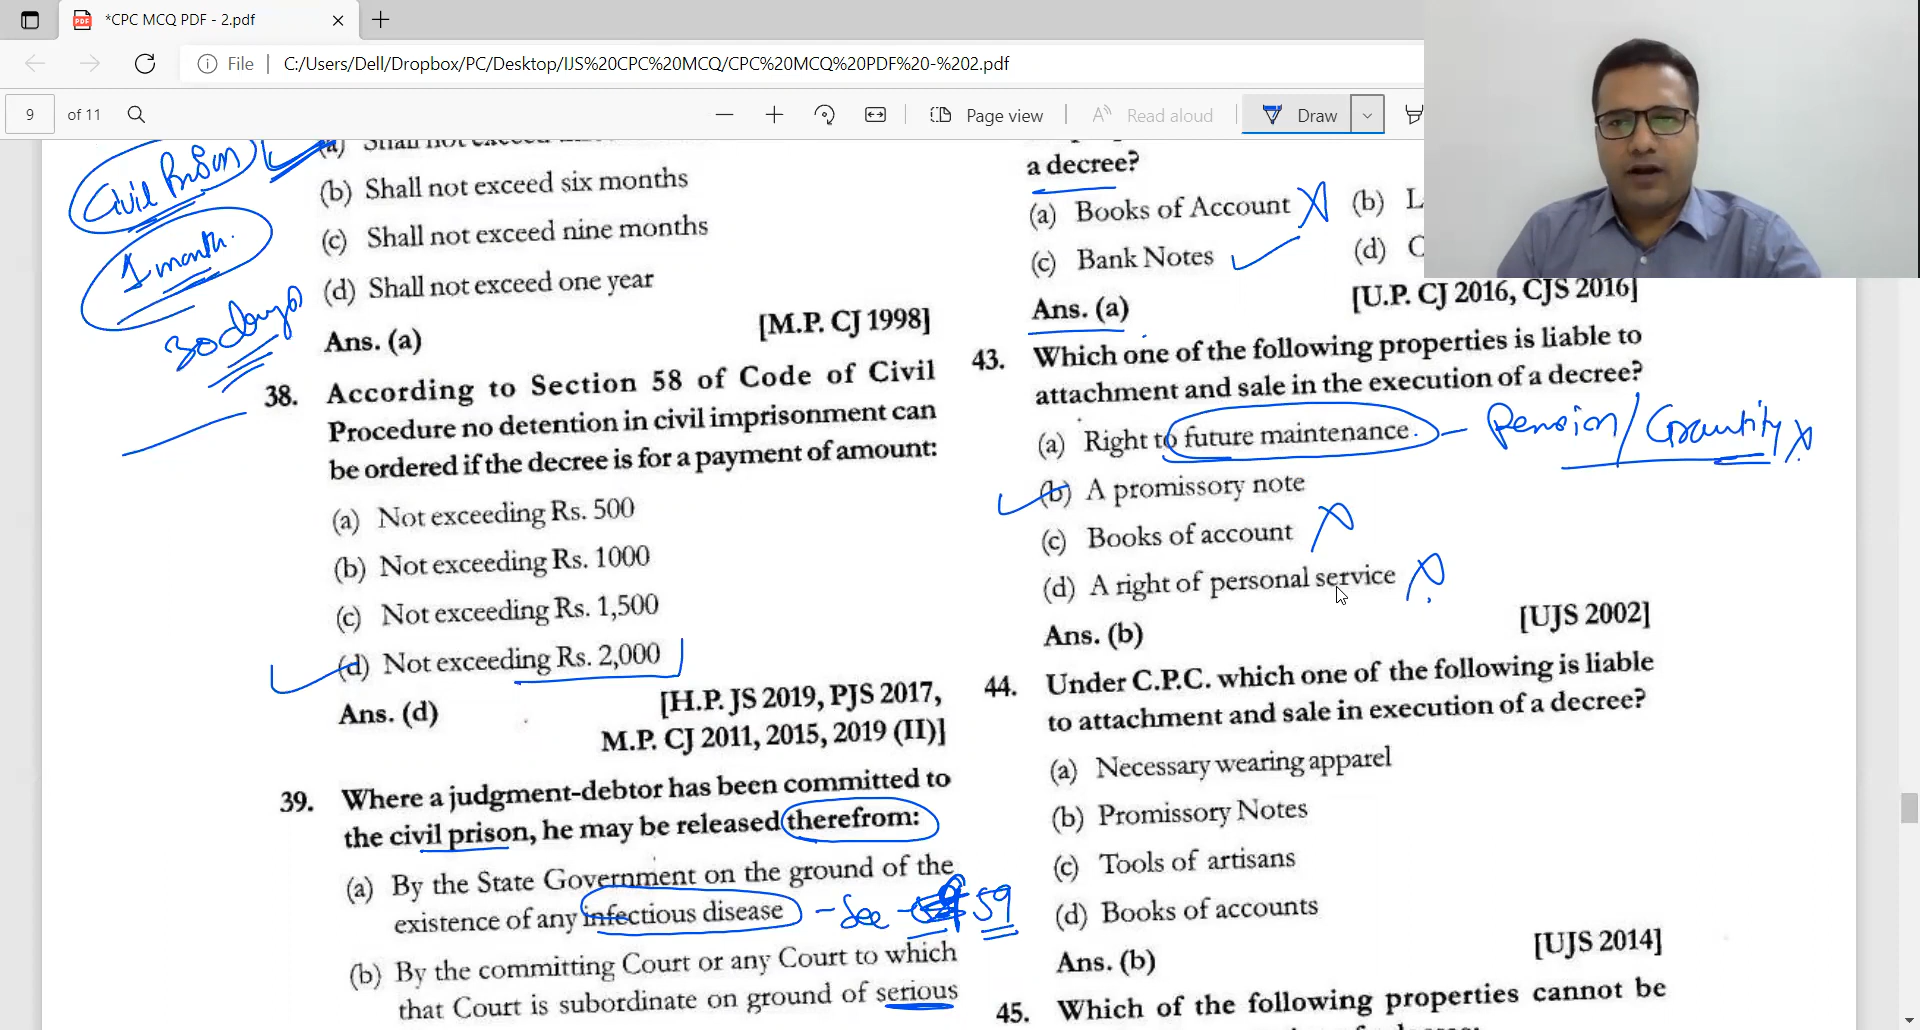 *CPC MCQ PDF - 2.pdf
File
C:/Users/Dell/Dropbox/PC/Desktop/IJS%20CPC%20MCQ/CPC%20MCQ%20PDF%20-%202.pdf
9 of 11
Page view
Read aloud
Draw
Civil Prison
1 month.
30 days
(b) Shall not exceed six months
(c) Shall not exceed nine months
(d) Shall not exceed one year
Ans. (a)
[M.P. CJ 1998]
38. According to Section 58 of Code of Civil
Procedure no detention in civil imprisonment can
be ordered if the decree is for a payment of amount:
(a) Not exceeding Rs. 500
(b) Not exceeding Rs. 1000
(c) Not exceeding Rs. 1,500
(d) Not exceeding Rs. 2,000
Ans. (d)
[H.P. JS 2019, PJS 2017,
M.P. CJ 2011, 2015, 2019 (II)]
39. Where a judgment-debtor has been committed to
the civil prison, he may be released therefrom:
(a) By the State Government on the ground of the
existence of any infectious disease
- See - 59
(b) By the committing Court or any Court to which
that Court is subordinate on ground of serious
a decree?
(a) Books of Account
(b) L
(c) Bank Notes
(d)
Ans. (a)
[U.P. CJ 2016, CJS 2016]
43. Which one of the following properties is liable to
attachment and sale in the execution of a decree?
(a) Right to future maintenance.
- Pension/Gratuity
(b) A promissory note
(c) Books of account
(d) A right of personal service
Ans. (b)
[UJS 2002]
44. Under C.P.C. which one of the following is liable
to attachment and sale in execution of a decree?
(a) Necessary wearing apparel
(b) Promissory Notes
(c) Tools of artisans
(d) Books of accounts
Ans. (b)
[UJS 2014]
45. Which of the following properties cannot be